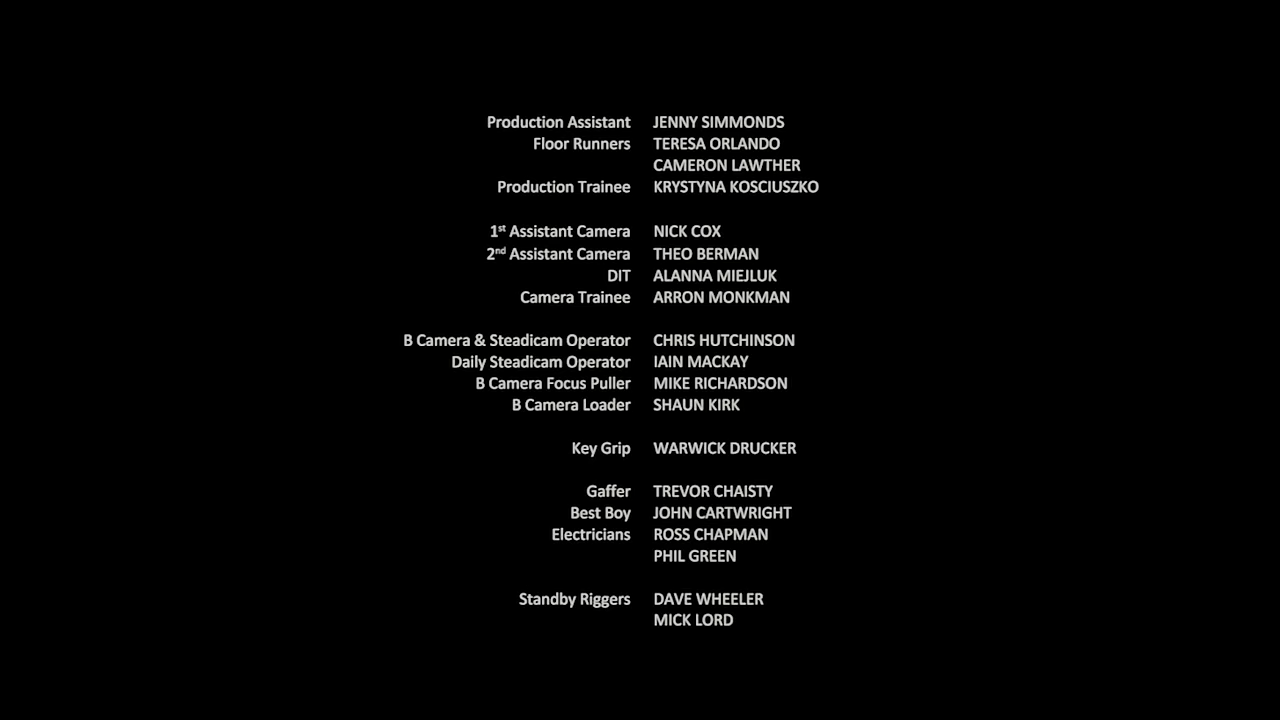 Production Assistant JENNY SIMMONDS
Floor Runners TERESA ORLANDO
CAMERON LAWTHER
Production Trainee KRYSTYNA KOSCIUSZKO
1st Assistant Camera NICK COX
2nd Assistant Camera THEO BERMAN
DIT ALANNA MIEJLUK
Camera Trainee ARRON MONKMAN
B Camera & Steadicam Operator CHRIS HUTCHINSON
Daily Steadicam Operator IAIN MACKAY
B Camera Focus Puller MIKE RICHARDSON
B Camera Loader SHAUN KIRK
Key Grip WARWICK DRUCKER
Gaffer TREVOR CHAISTY
Best Boy JOHN CARTWRIGHT
Electricians ROSS CHAPMAN
PHIL GREEN
Standby Riggers DAVE WHEELER
MICK LORD